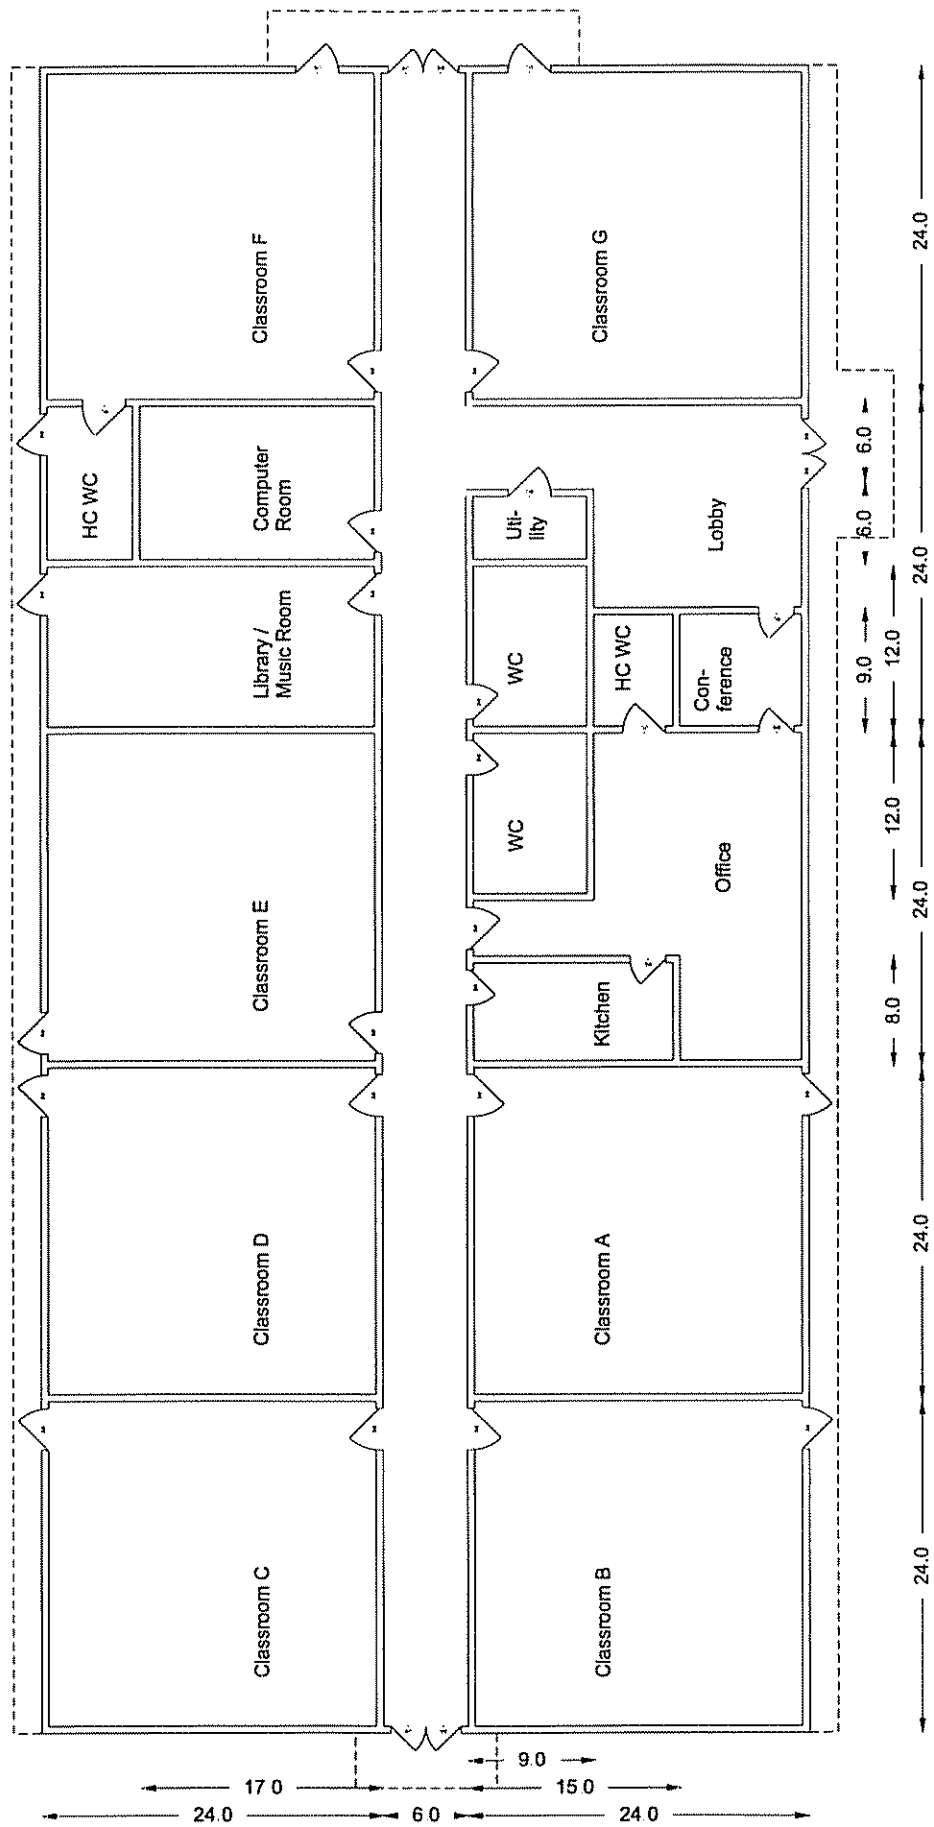 Classroom F
Classroom G
HC WC
Computer
Room
Uti-
lity
Lobby
Library /
Music Room
WC
HC WC
Con-
ference
WC
Office
Classroom E
Kitchen
Classroom D
Classroom A
Classroom C
Classroom B
24.0
6.0
6.0
24.0
9.0
12.0
12.0
24.0
8.0
24.0
24.0
9.0
17.0
15.0
24.0
6.0
24.0